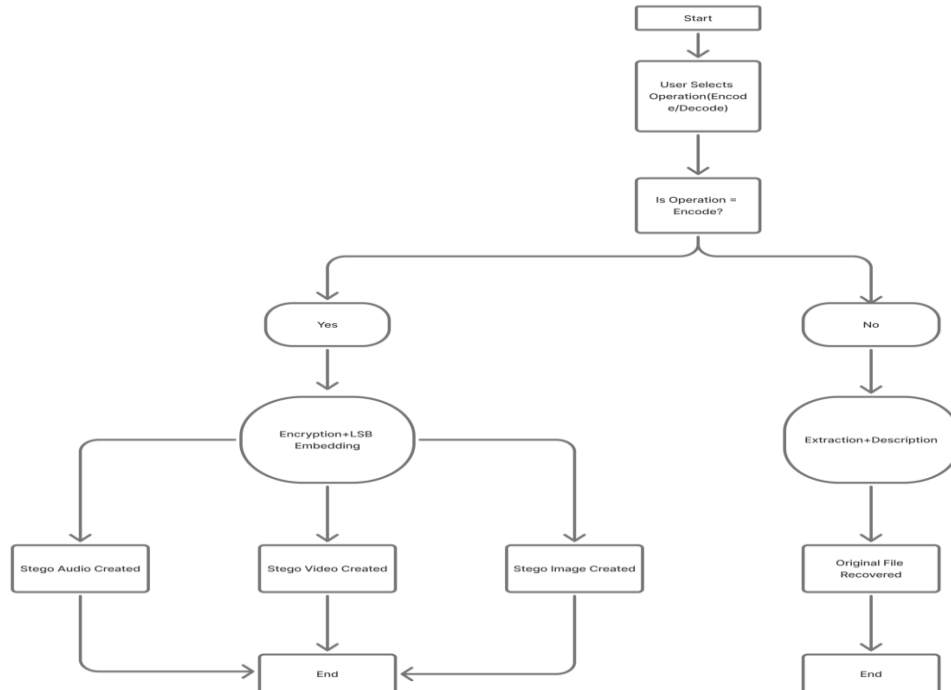 Start
User Selects
Operation(Encod
e/Decode)
Is Operation =
Encode?
Yes
No
Encryption+LSB
Embedding
Extraction+Description
Stego Audio Created
Stego Video Created
Stego Image Created
Original File
Recovered
End
End